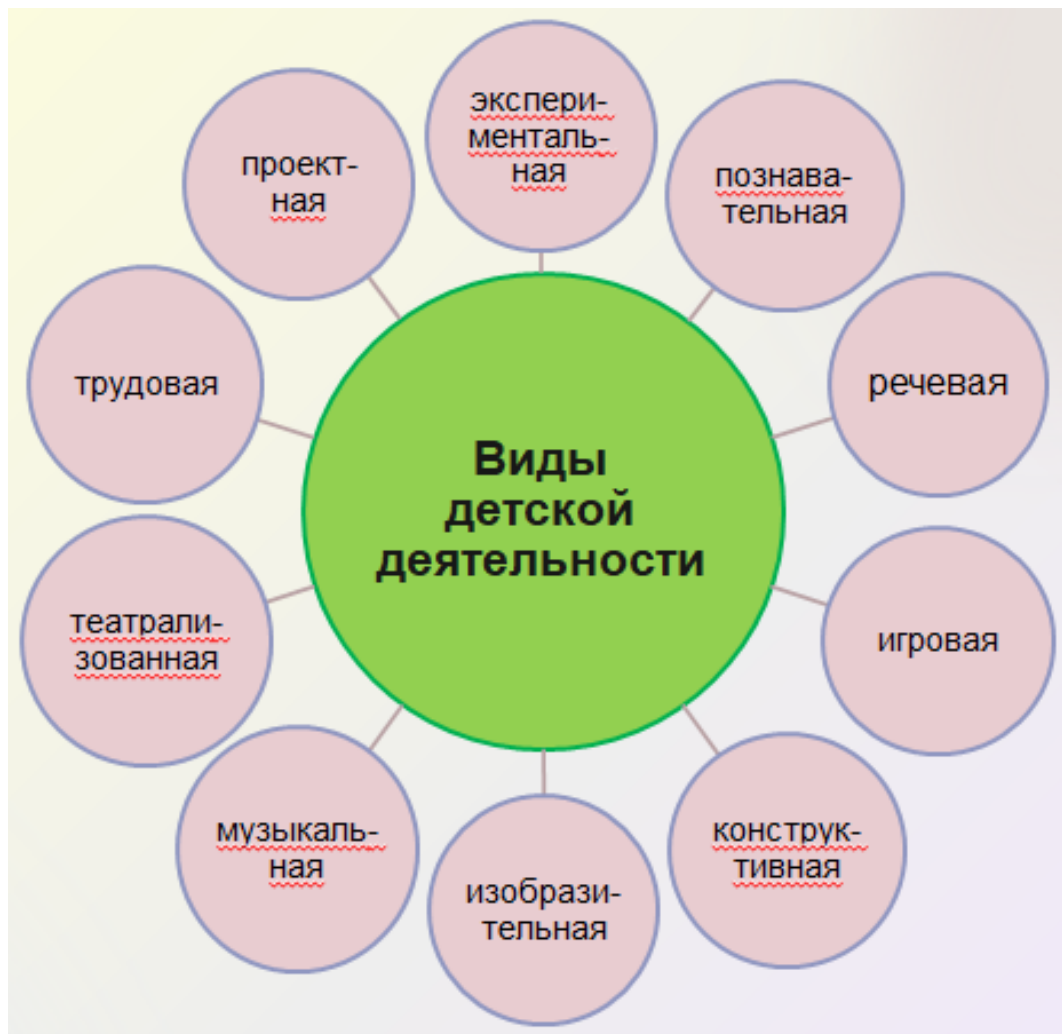 экспери-
менталь-
ная
познава-
тельная
речевая
игровая
конструк-
тивная
изобрази-
тельная
музыкаль-
ная
театрали-
зованная
трудовая
проект-
ная
Виды
детской
деятельности